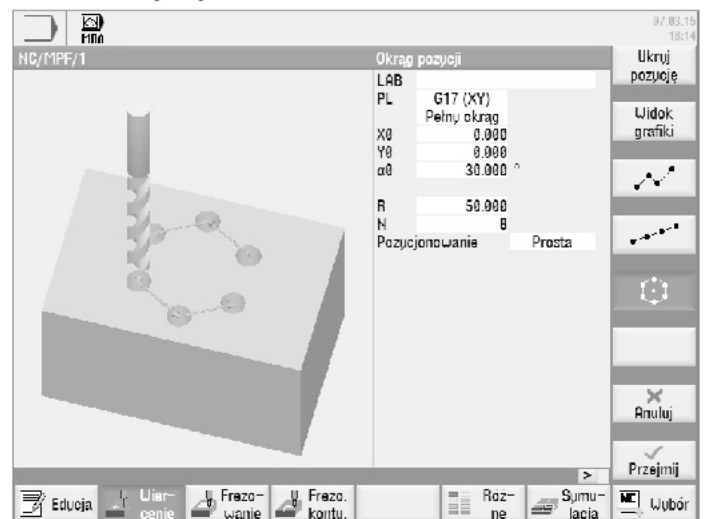 07.03.15
18:14
NC/MPF/1
Okrąg pozycji
LAB
PL G17 (XY)
Pełny okrąg
X0 0.000
Y0 0.000
α0 30.000 °
R 50.000
N 8
Pozycjonowanie Prosta
Ukryj
pozycję
Widok
grafiki
Anuluj
Przejmij
>
Edycja
Wier-
cenie
Frezo-
wanie
Frezo.
kontu.
Róż-
ne
Symu-
lacja
NC
Wybór